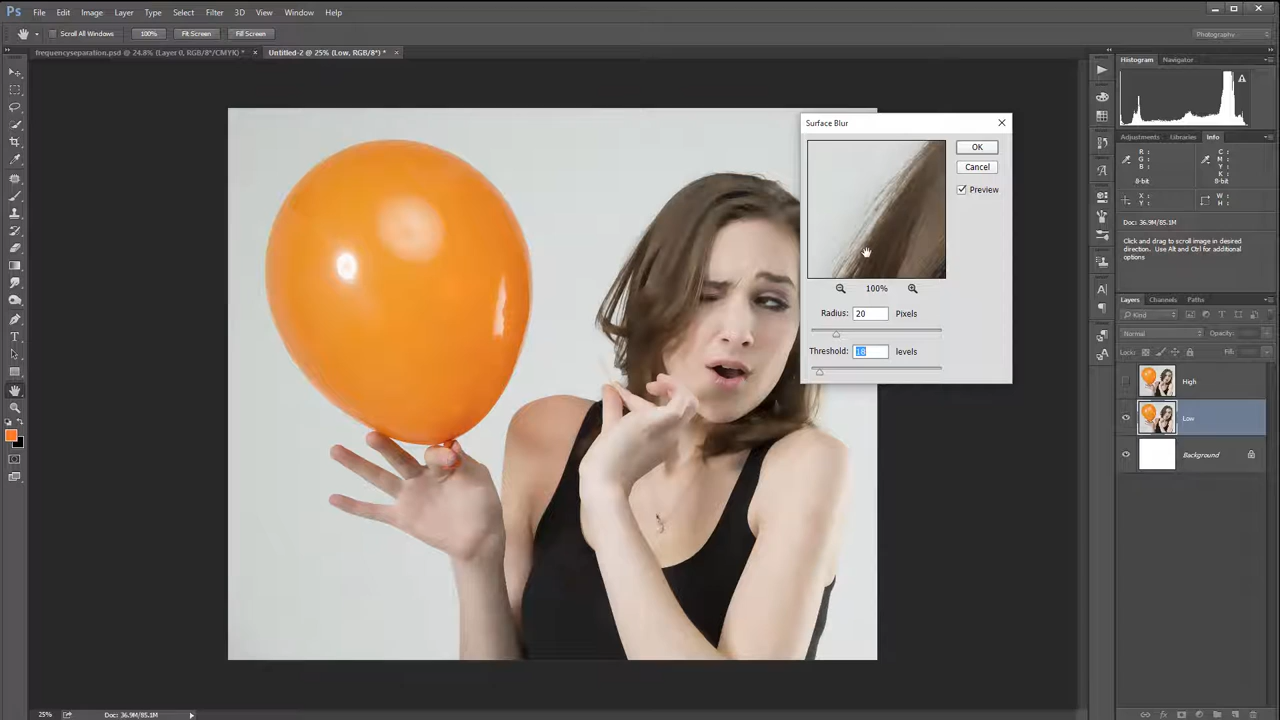 Ps File Edit Image Layer Type Select Filter 3D View Window Help
Scroll All Windows 100% Fit Screen Fill Screen Photography
frequencyseparation.psd @ 24.8% (Layer 0, RGB/8*/CMYK) * × Untitled-2 @ 25% (Low, RGB/8*) * ×
Histogram Navigator
Surface Blur
OK
Cancel
Preview
100%
Radius: 20 Pixels
Threshold: 18 levels
Adjustments Libraries Info
R: C:
G: M:
B: Y:
K:
8-bit 8-bit
X: W:
Y: H:
Doc: 36.9M/85.1M
Click and drag to scroll image in desired
direction. Use Alt and Ctrl for additional
options
Layers Channels Paths
Kind
Normal Opacity:
Lock: Fill:
High
Low
Background
25% Doc: 36.9M/85.1M